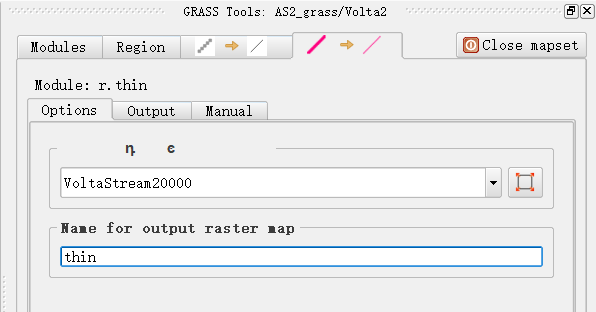 GRASS Tools: AS2_grass/Volta2
Modules
Region
Close mapset
Module: r.thin
Options
Output
Manual
VoltaStream20000
Name for output raster map
thin